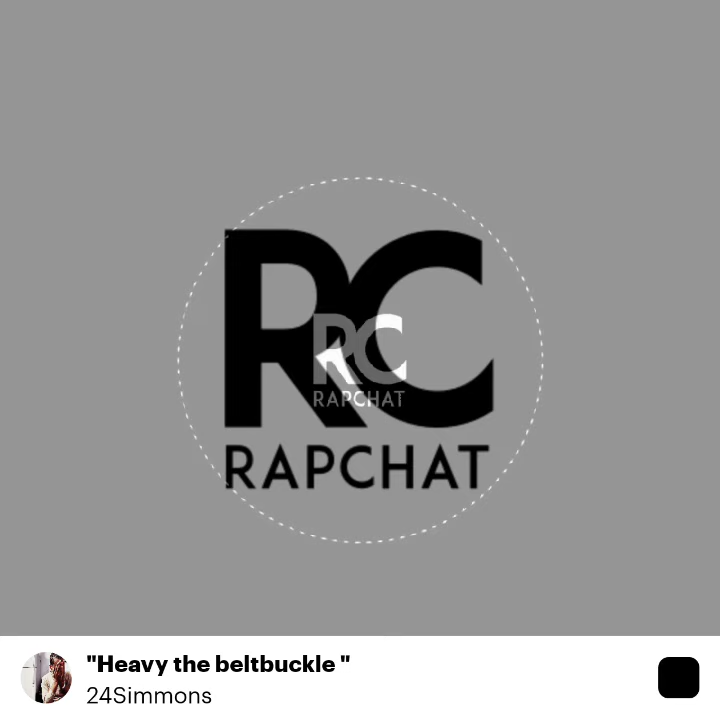 RC
RAPCHAT
RC
RAPCHAT
"Heavy the beltbuckle "
24Simmons